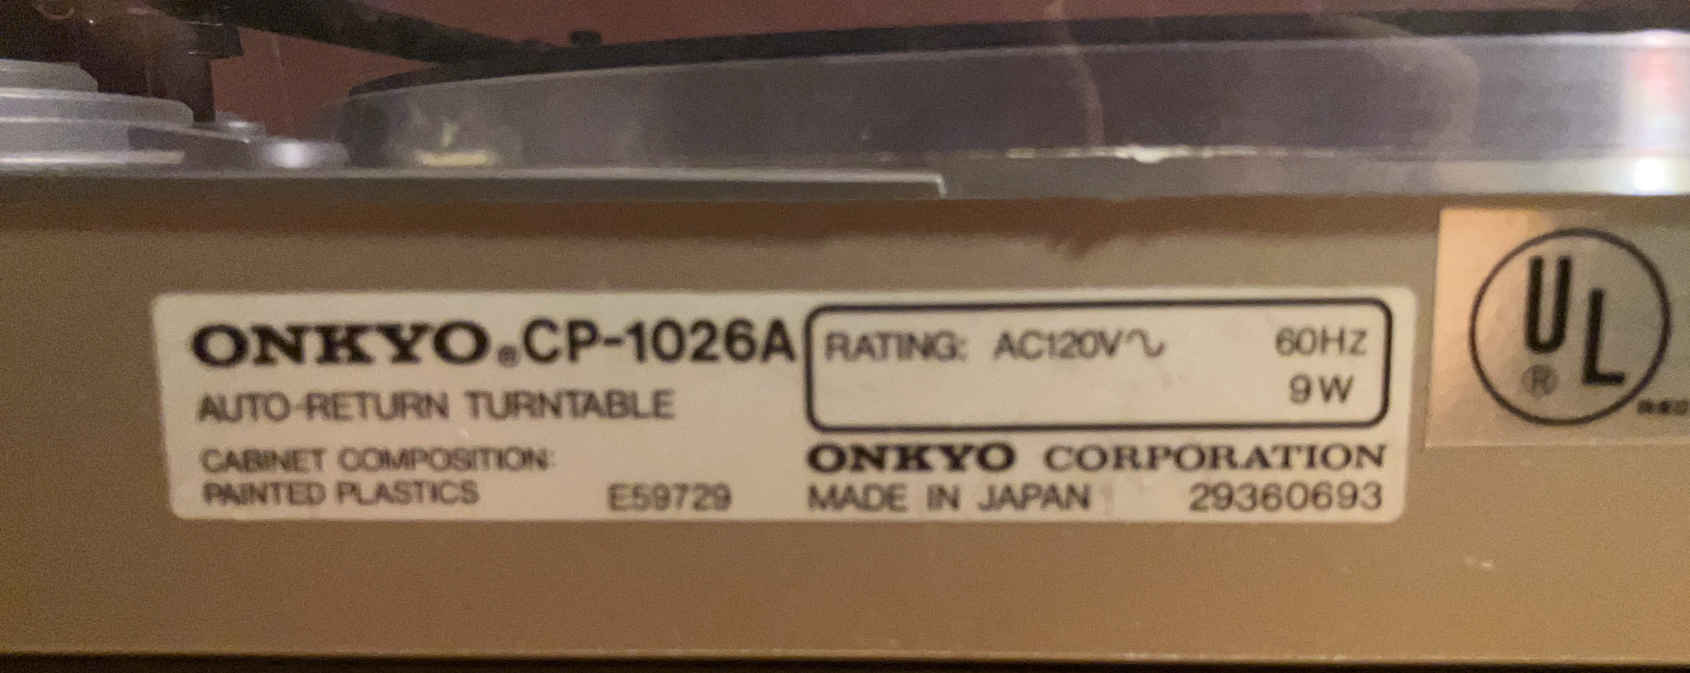 ONKYO® CP-1026A
AUTO-RETURN TURNTABLE
CABINET COMPOSITION:
PAINTED PLASTICS E59729
RATING: AC120V∿ 60HZ
9W
ONKYO CORPORATION
MADE IN JAPAN 29360693
UL
®